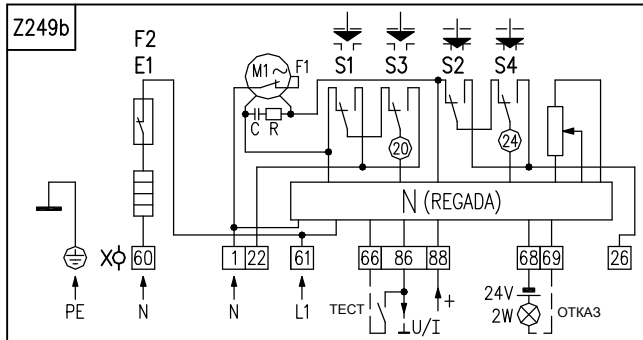 Z249b
F2
E1
M1 ~
F1
S1
S3
S2
S4
C R
20
24
N (REGADA)
X
60
1
22
61
66
86
88
68
69
26
PE
N
N
L1
ТЕСТ
U/I
+
24V
2W
ОТКАЗ